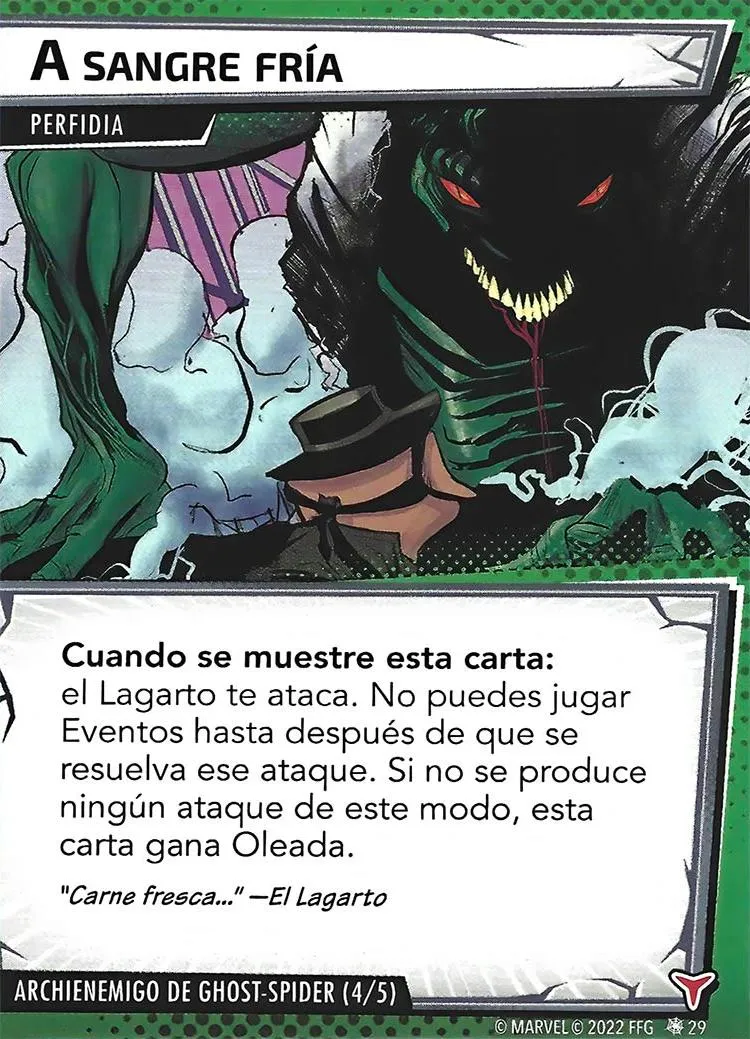 A SANGRE FRÍA
PERFIDIA
Cuando se muestre esta carta:
el Lagarto te ataca. No puedes jugar
Eventos hasta después de que se
resuelva ese ataque. Si no se produce
ningún ataque de este modo, esta
carta gana Oleada.
"Carne fresca..." —El Lagarto
ARCHIENEMIGO DE GHOST-SPIDER (4/5)
© MARVEL © 2022 FFG 29